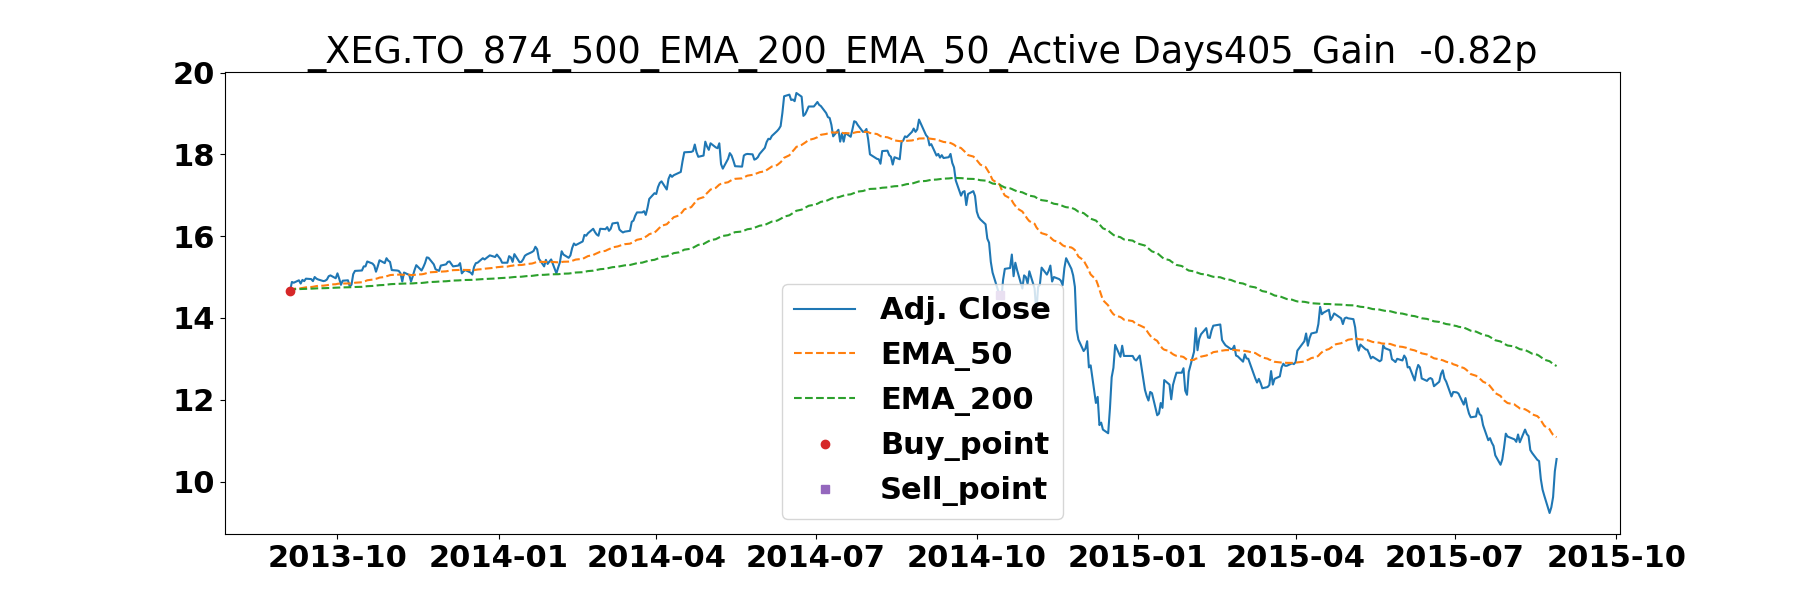 _XEG.TO_874_500_EMA_200_EMA_50_Active Days405_Gain  -0.82p
20
18
16
14
12
10
Adj. Close
EMA_50
EMA_200
Buy_point
Sell_point
2013-10 2014-01 2014-04 2014-07 2014-10 2015-01 2015-04 2015-07 2015-10